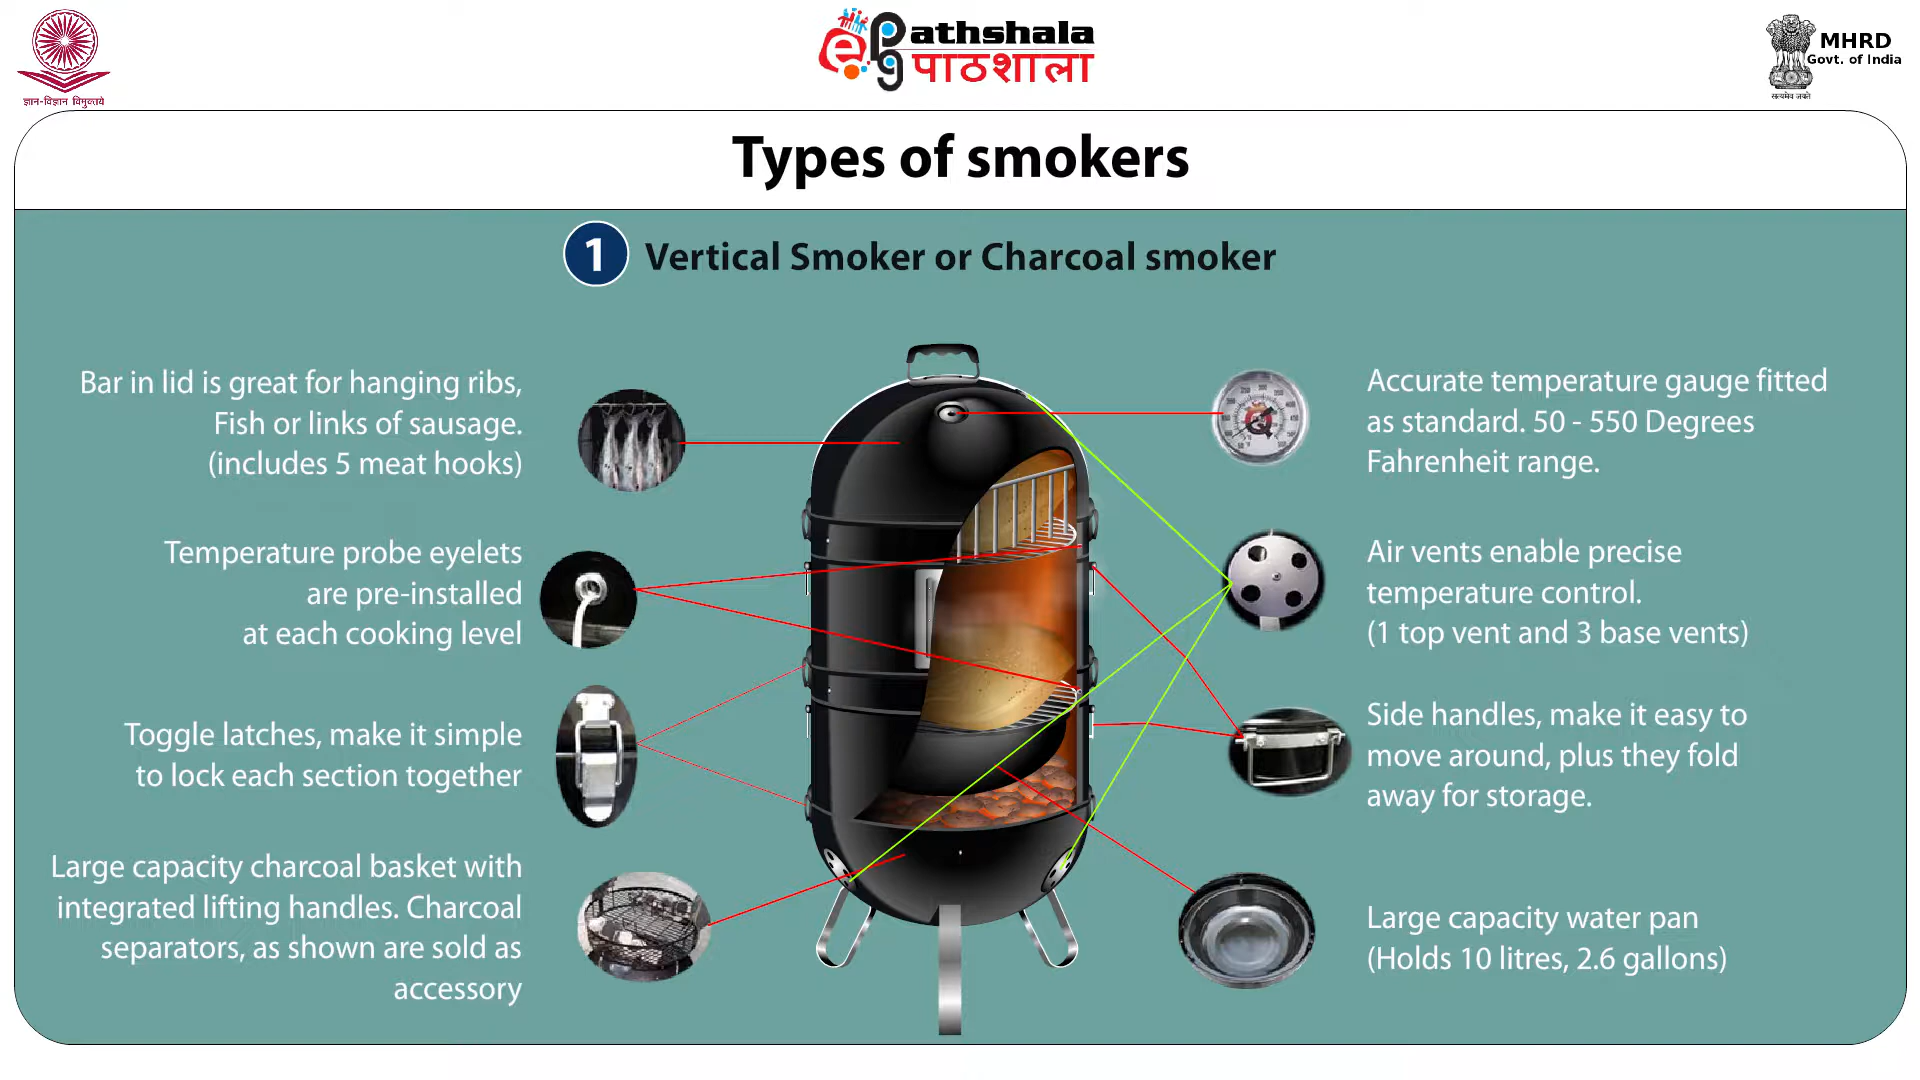 ज्ञान-विज्ञान विमुक्तये
ePathshala
पाठशाला
MHRD
Govt. of India
सत्यमेव जयते
Types of smokers
1 Vertical Smoker or Charcoal smoker
Bar in lid is great for hanging ribs,
Fish or links of sausage.
(includes 5 meat hooks)
Temperature probe eyelets
are pre-installed
at each cooking level
Toggle latches, make it simple
to lock each section together
Large capacity charcoal basket with
integrated lifting handles. Charcoal
separators, as shown are sold as
accessory
Accurate temperature gauge fitted
as standard. 50 - 550 Degrees
Fahrenheit range.
Air vents enable precise
temperature control.
(1 top vent and 3 base vents)
Side handles, make it easy to
move around, plus they fold
away for storage.
Large capacity water pan
(Holds 10 litres, 2.6 gallons)